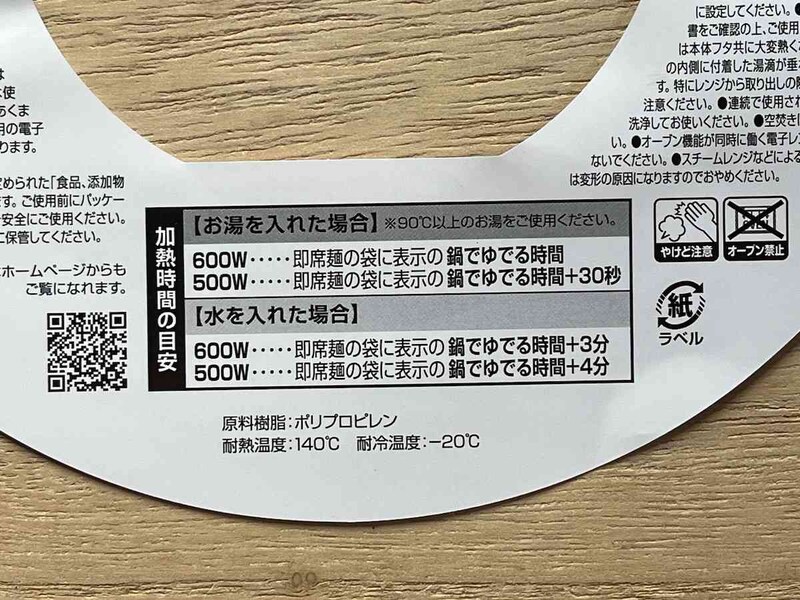 は
使
あくま
用の電子
ります。
められた「食品、添加物
ます。ご使用前にパッケー
安全にご使用ください。
に保管してください。
ホームページからも
ご覧になれます。
に設定してください。
書をご確認の上、ご使用
は本体フタ共に大変熱く
の内側に付着した湯滴が垂
す。特にレンジから取り出しの
注意ください。●連続で使用され
洗浄してお使いください。●空焚き
い。●オーブン機能が同時に働く電子レン
ないでください。●スチームレンジなどによる
は変形の原因になりますのでおやめください。
加熱時間の目安
【お湯を入れた場合】※90℃以上のお湯をご使用ください。
600W・・・・・即席麺の袋に表示の 鍋でゆでる時間
500W・・・・・即席麺の袋に表示の 鍋でゆでる時間+30秒
【水を入れた場合】
600W・・・・・即席麺の袋に表示の 鍋でゆでる時間+3分
500W・・・・・即席麺の袋に表示の 鍋でゆでる時間+4分
やけど注意
オーブン禁止
紙
ラベル
原料樹脂:ポリプロピレン
耐熱温度:140℃ 耐冷温度:−20℃